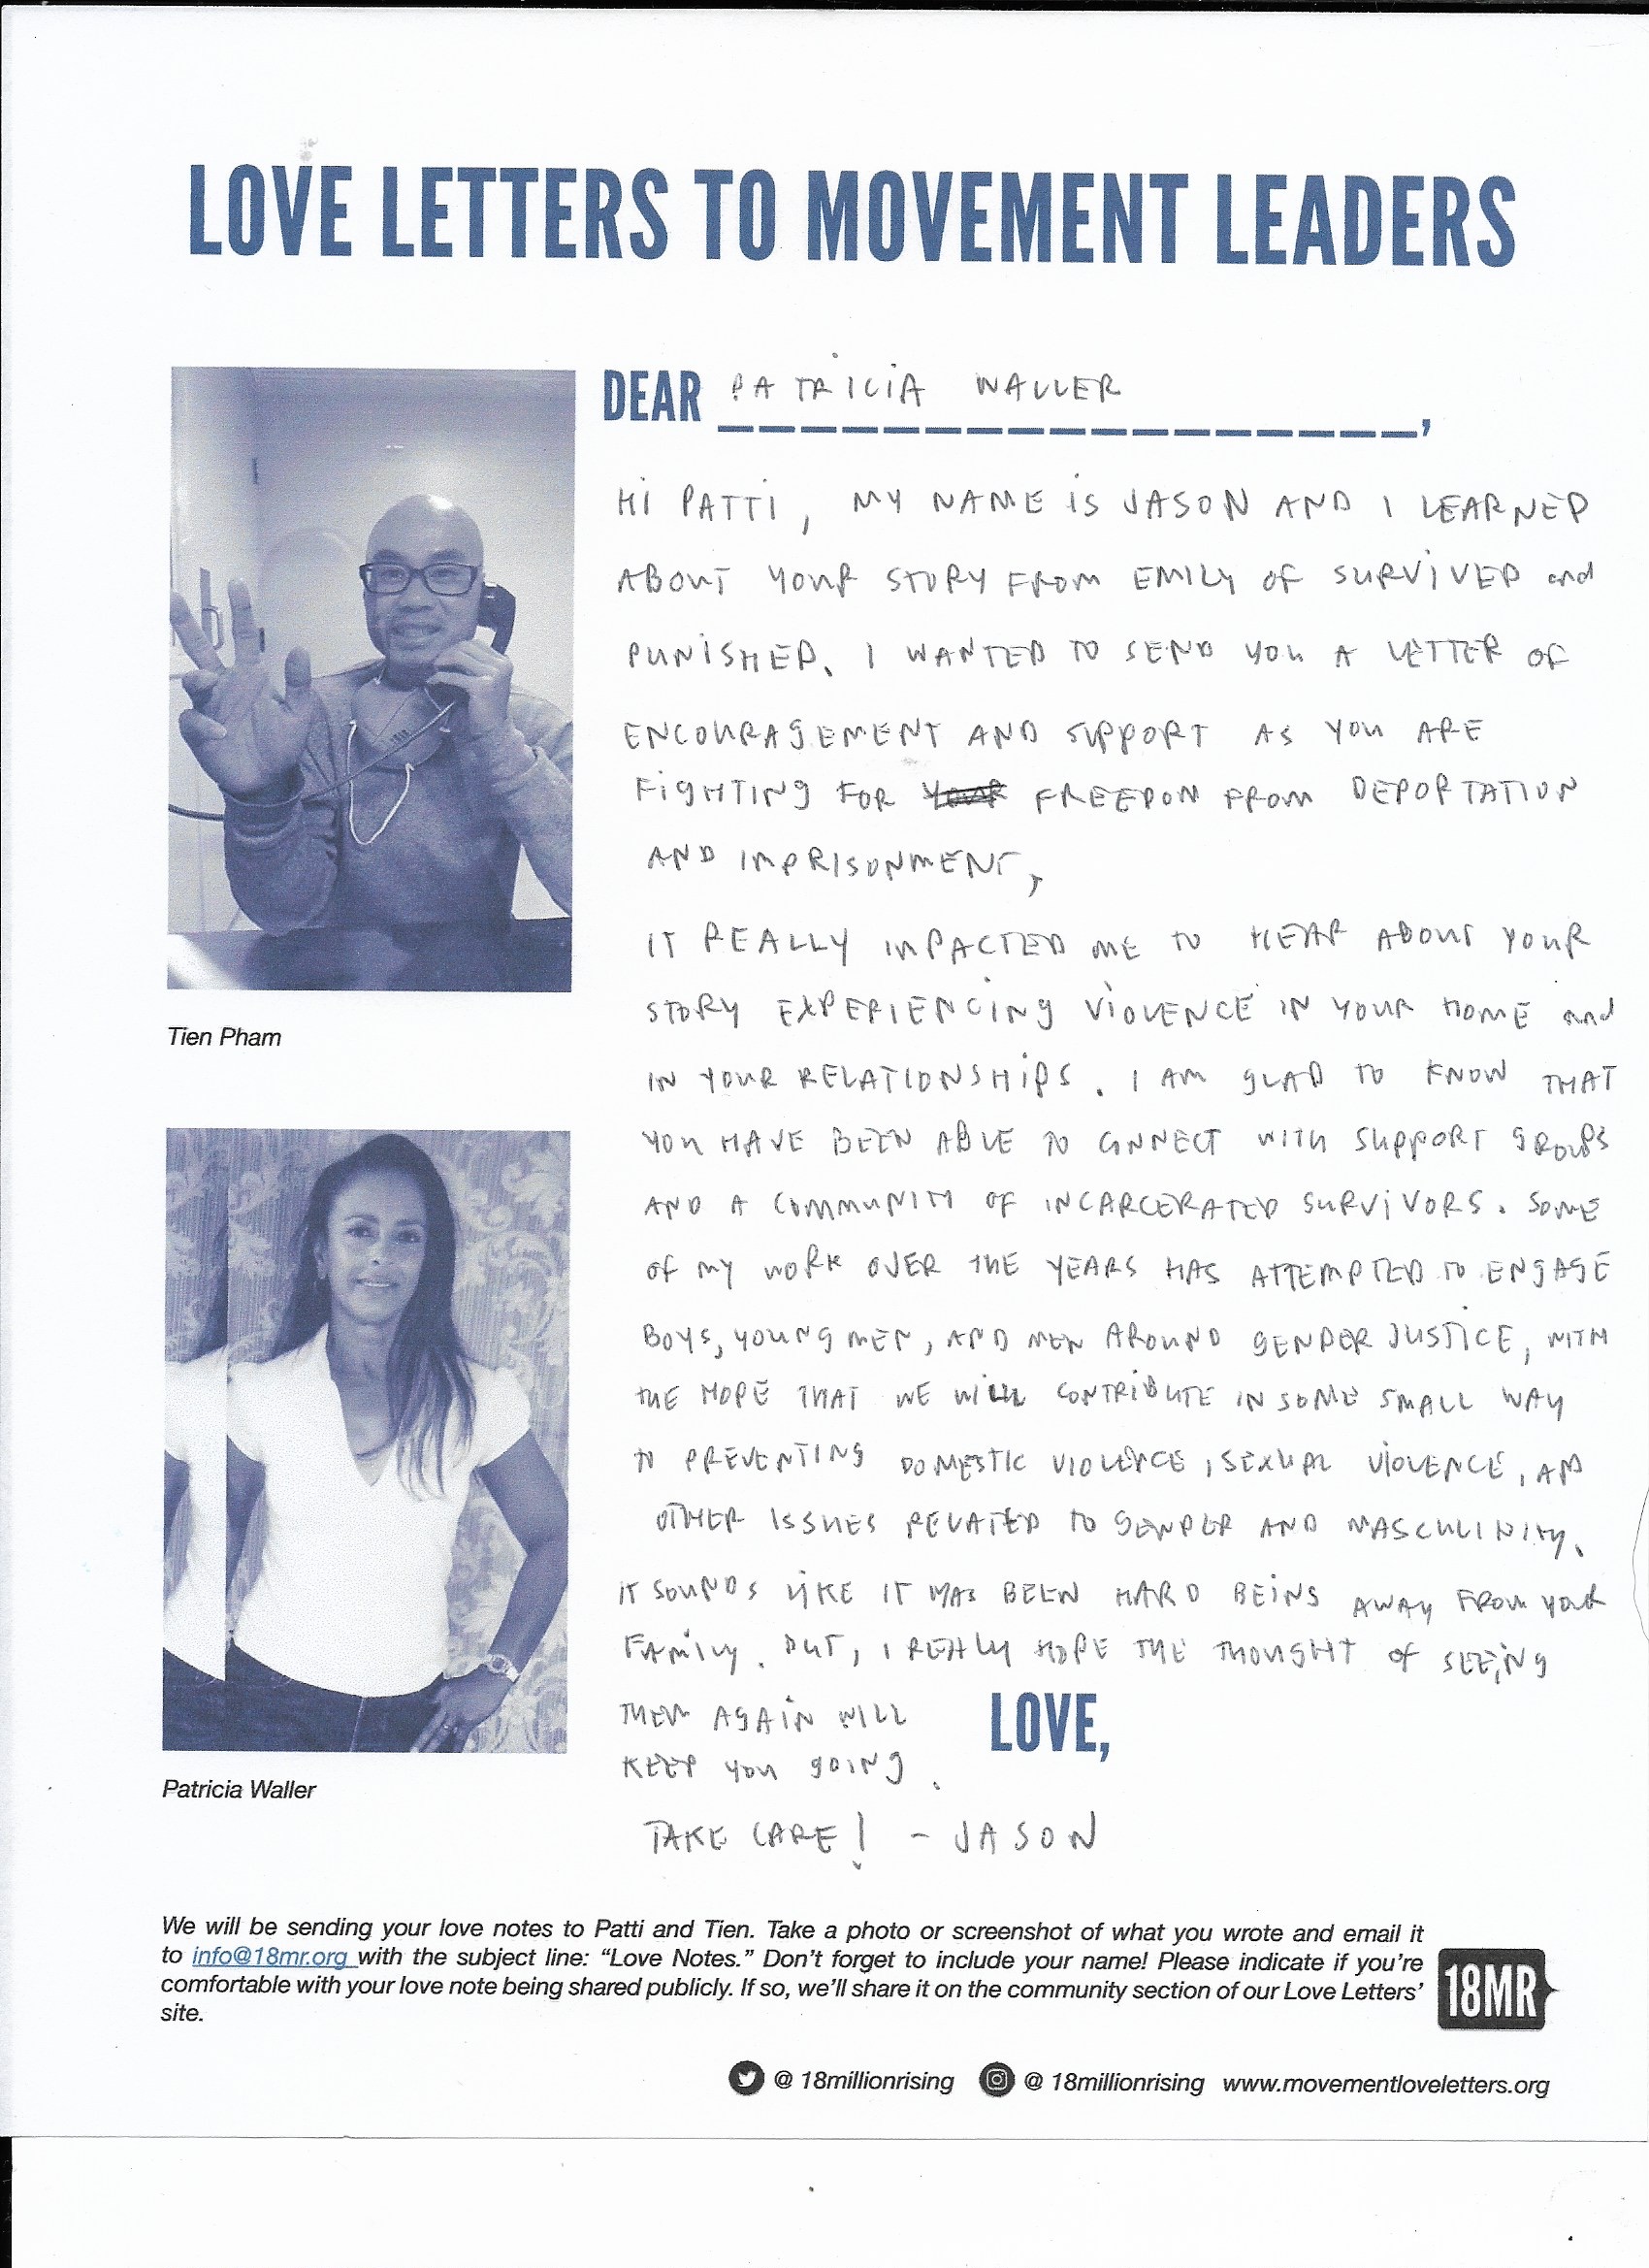 LOVE LETTERS TO MOVEMENT LEADERS
DEAR PATRICIA WALLER,
Hi PATTi, MY NAME iS JASON AND I LEARNED
ABOUT YOUR STORY FROM EMILY OF SURViVED and
PUNiSHED. I WANTED TO SEND YOU A LETTER OF
ENCOURAGEMENT AND SUPPORT AS YOU ARE
FiGHTING FOR FREEDOM FROM DEPORTATION
AND IMPRISONMENT,
IT REALLY IMPACTED ME TO HEAR ABOUT YOUR
STORY EXPERIENCING ViOLENCE IN YOUR HOME and
IN YOUR RELATIONSHiPS. I AM GLAD TO KNOW THAT
YOU HAVE BEEN ABLE TO CONNECT WITH SUPPORT GROUPS
AND A COMMUNITY OF INCARCERATED SURViVORS. SOME
OF MY WORK OVER THE YEARS HAS ATTEMPTED TO ENGAGE
BOYS, YOUNG MEN, AND MEN AROUND GENDER JUSTICE, WITH
THE HOPE THAT WE WiLL CONTRiBUTE IN SOME SMALL WAY
TO PREVENTING DOMESTIC VIOLENCE, SEXUAL ViOLENCE, AND
OTHER ISSUES RELATED TO GENDER AND MASCULINITY.
IT SOUNDS LiKE IT HAS BEEN HARD BEiNG AWAY FROM YOUR
FAMiLY. BUT, I REALLY HOPE THE THOUGHT OF SEEiNG
THEM AGAiN WILL
KEEP YOU GOING.
LOVE,
TAKE CARE! - JASON
Tien Pham
Patricia Waller
We will be sending your love notes to Patti and Tien. Take a photo or screenshot of what you wrote and email it
to info@18mr.org with the subject line: “Love Notes.” Don’t forget to include your name! Please indicate if you’re
comfortable with your love note being shared publicly. If so, we’ll share it on the community section of our Love Letters’
site.
18MR
@ 18millionrising @ 18millionrising www.movementloveletters.org